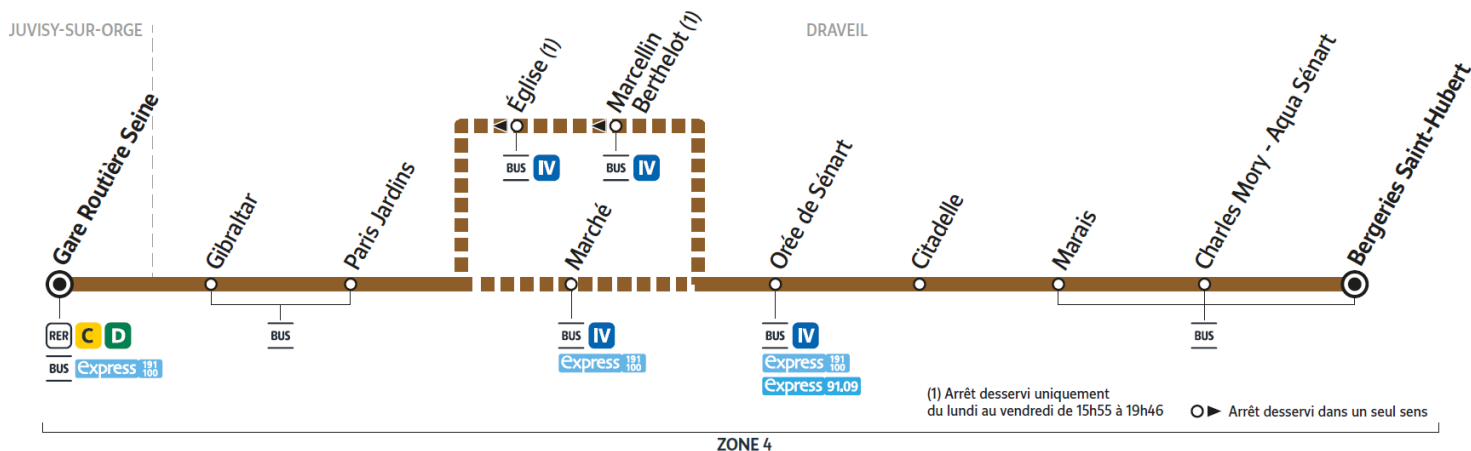 JUVISY-SUR-ORGE
DRAVEIL
Gare Routière Seine
Gibraltar
Paris Jardins
Église (1)
Marcellin
Berthelot (1)
Marché
Orée de Sénart
Citadelle
Marais
Charles Mory - Aqua Sénart
Bergeries Saint-Hubert
BUS IV
BUS IV
RER C D
BUS express 191 100
BUS
BUS IV
express 191 100
BUS IV
express 191 100
express 91.09
BUS
(1) Arrêt desservi uniquement
du lundi au vendredi de 15h55 à 19h46
Arrêt desservi dans un seul sens
ZONE 4